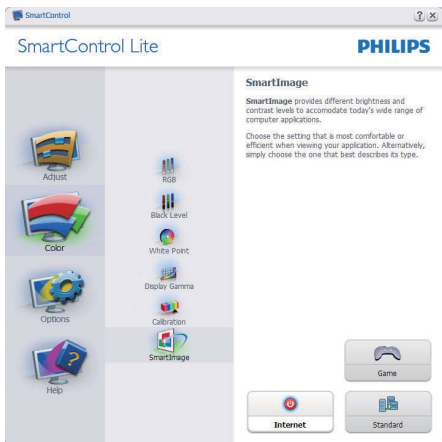 SmartControl
SmartControl Lite
PHILIPS
Adjust
Color
Options
Help
RGB
Black Level
White Point
Display Gamma
Calibration
SmartImage
SmartImage
SmartImage provides different brightness and
contrast levels to accomodate today's wide range of
computer applications.
Choose the setting that is most comfortable or
efficient when viewing your application. Alternatively,
simply choose the one that best describes its type.
Game
Internet
Standard